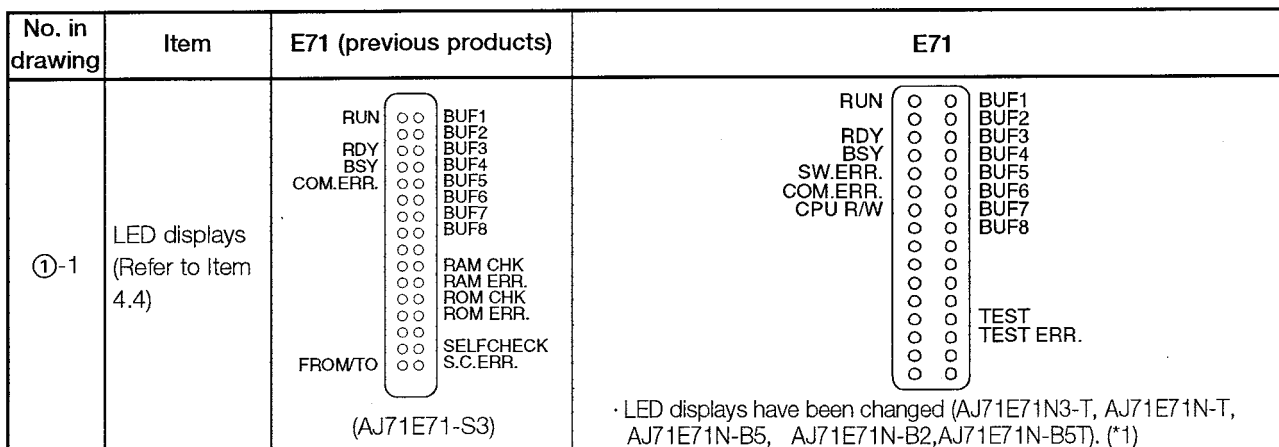 No. in drawing
Item
E71 (previous products)
E71
①-1
LED displays
(Refer to Item
4.4)
RUN BUF1
BUF2
RDY BUF3
BSY BUF4
COM.ERR. BUF5
BUF6
BUF7
BUF8
RAM CHK
RAM ERR.
ROM CHK
ROM ERR.
SELFCHECK
FROM/TO S.C.ERR.
(AJ71E71-S3)
RUN BUF1
BUF2
RDY BUF3
BSY BUF4
SW.ERR. BUF5
COM.ERR. BUF6
CPU R/W BUF7
BUF8
TEST
TEST ERR.
· LED displays have been changed (AJ71E71N3-T, AJ71E71N-T,
AJ71E71N-B5, AJ71E71N-B2,AJ71E71N-B5T). (*1)